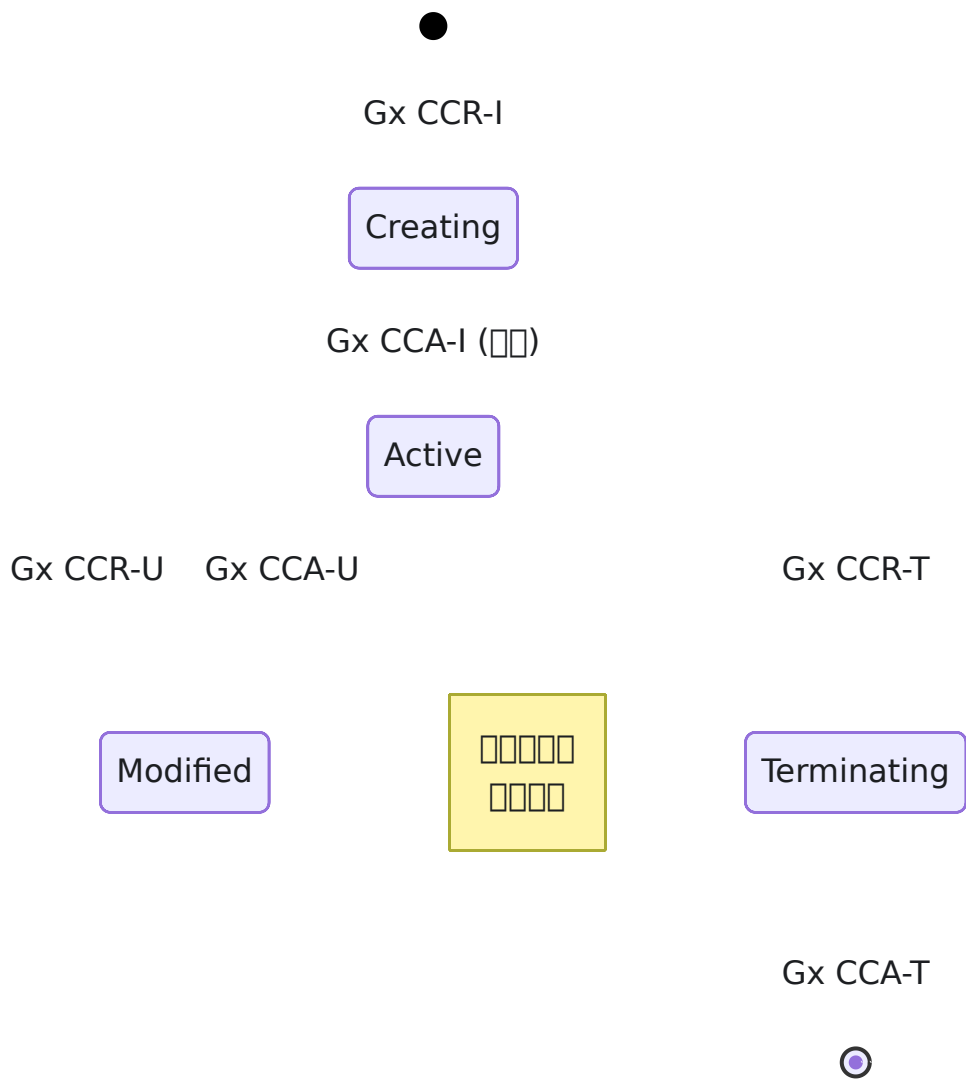 Gx CCR-I
Creating
Gx CCA-I ()
Active
Gx CCR-U
Gx CCA-U
Gx CCR-T
Modified
Terminating
Gx CCA-T